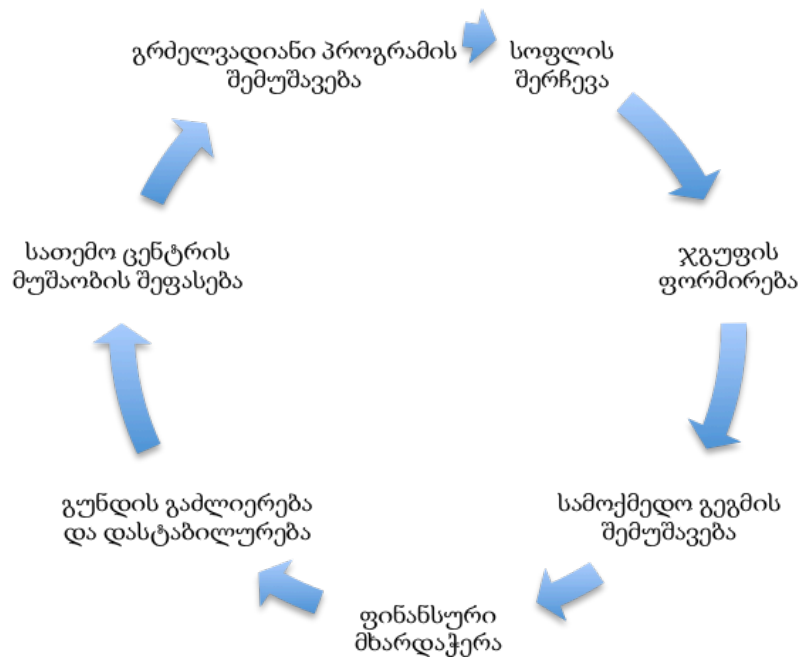 გრძელვადიანი პროგრამის
შემუშავება
სოფლის
შერჩევა
ჯგუფის
ფორმირება
სამოქმედო გეგმის
შემუშავება
ფინანსური
მხარდაჭერა
გუნდის გაძლიერება
და დასტაბილურება
სათემო ცენტრის
მუშაობის შეფასება